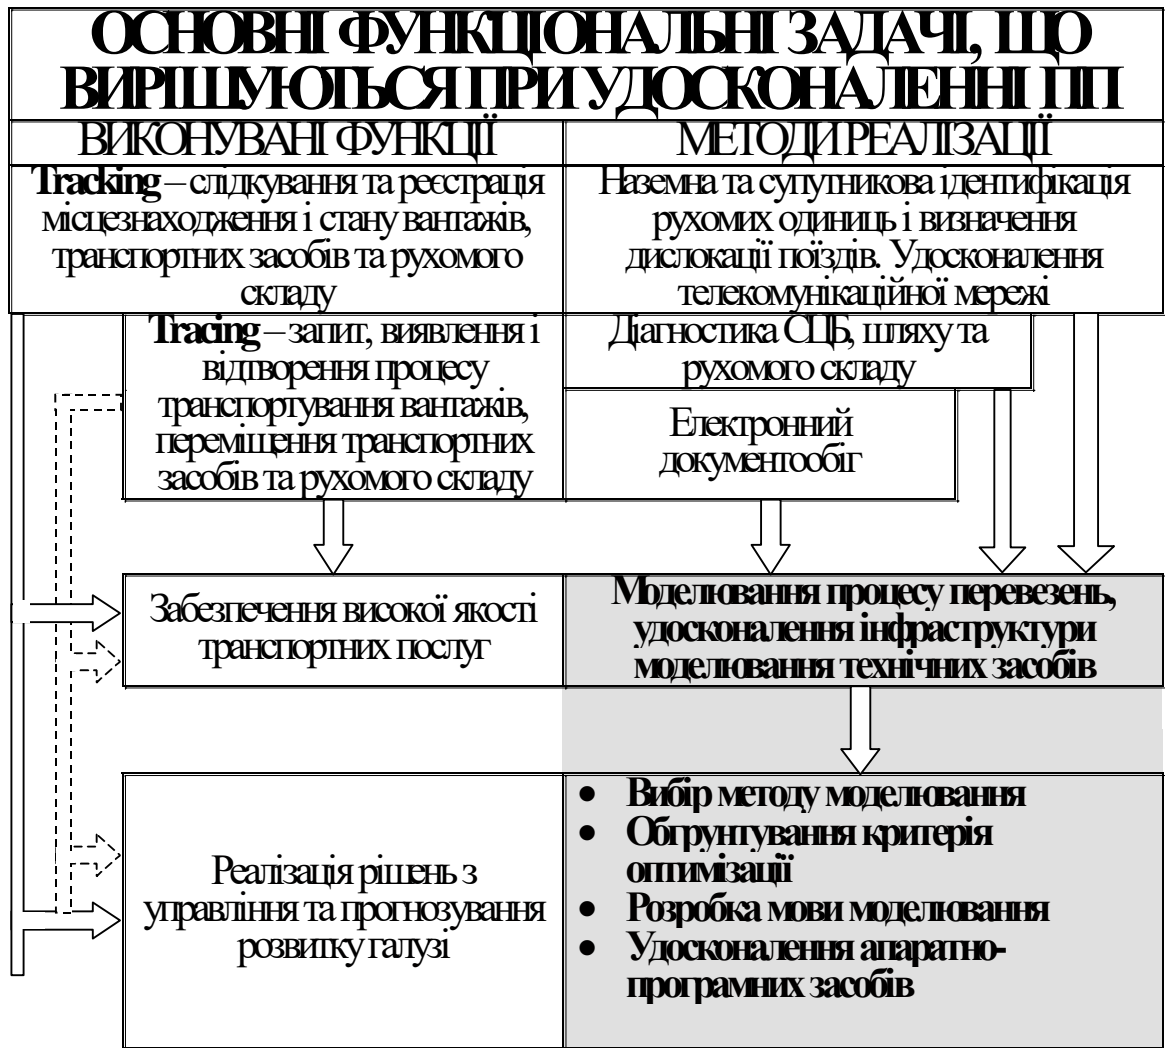 ОСНОВНІ ФУНКЦІОНАЛЬНІ ЗАДАЧІ, ЩО
ВИРІШУЮТЬСЯ ПРИ УДОСКОНАЛЕННІ ПП
ВИКОНУВАНІ ФУНКЦІЇ
МЕТОДИ РЕАЛІЗАЦІЇ
Tracking – слідкування та реєстрація
місцезнаходження і стану вантажів,
транспортних засобів та рухомого
складу
Наземна та супутникова ідентифікація
рухомих одиниць і визначення
дислокації поїздів. Удосконалення
телекомунікаційної мережі
Tracing – запит, виявлення і
відтворення процесу
транспортування вантажів,
переміщення транспортних
засобів та рухомого складу
Діагностика СЦБ, шляху та
рухомого складу
Електронний
документообіг
Забезпечення високої якості
транспортних послуг
Моделювання процесу перевезень,
удосконалення інфраструктури
моделювання технічних засобів
Реалізація рішень з
управління та прогнозування
розвитку галузі
• Вибір методу моделювання
• Обгрунтування критерія
оптимізації
• Розробка мови моделювання
• Удосконалення апаратно-
програмних засобів